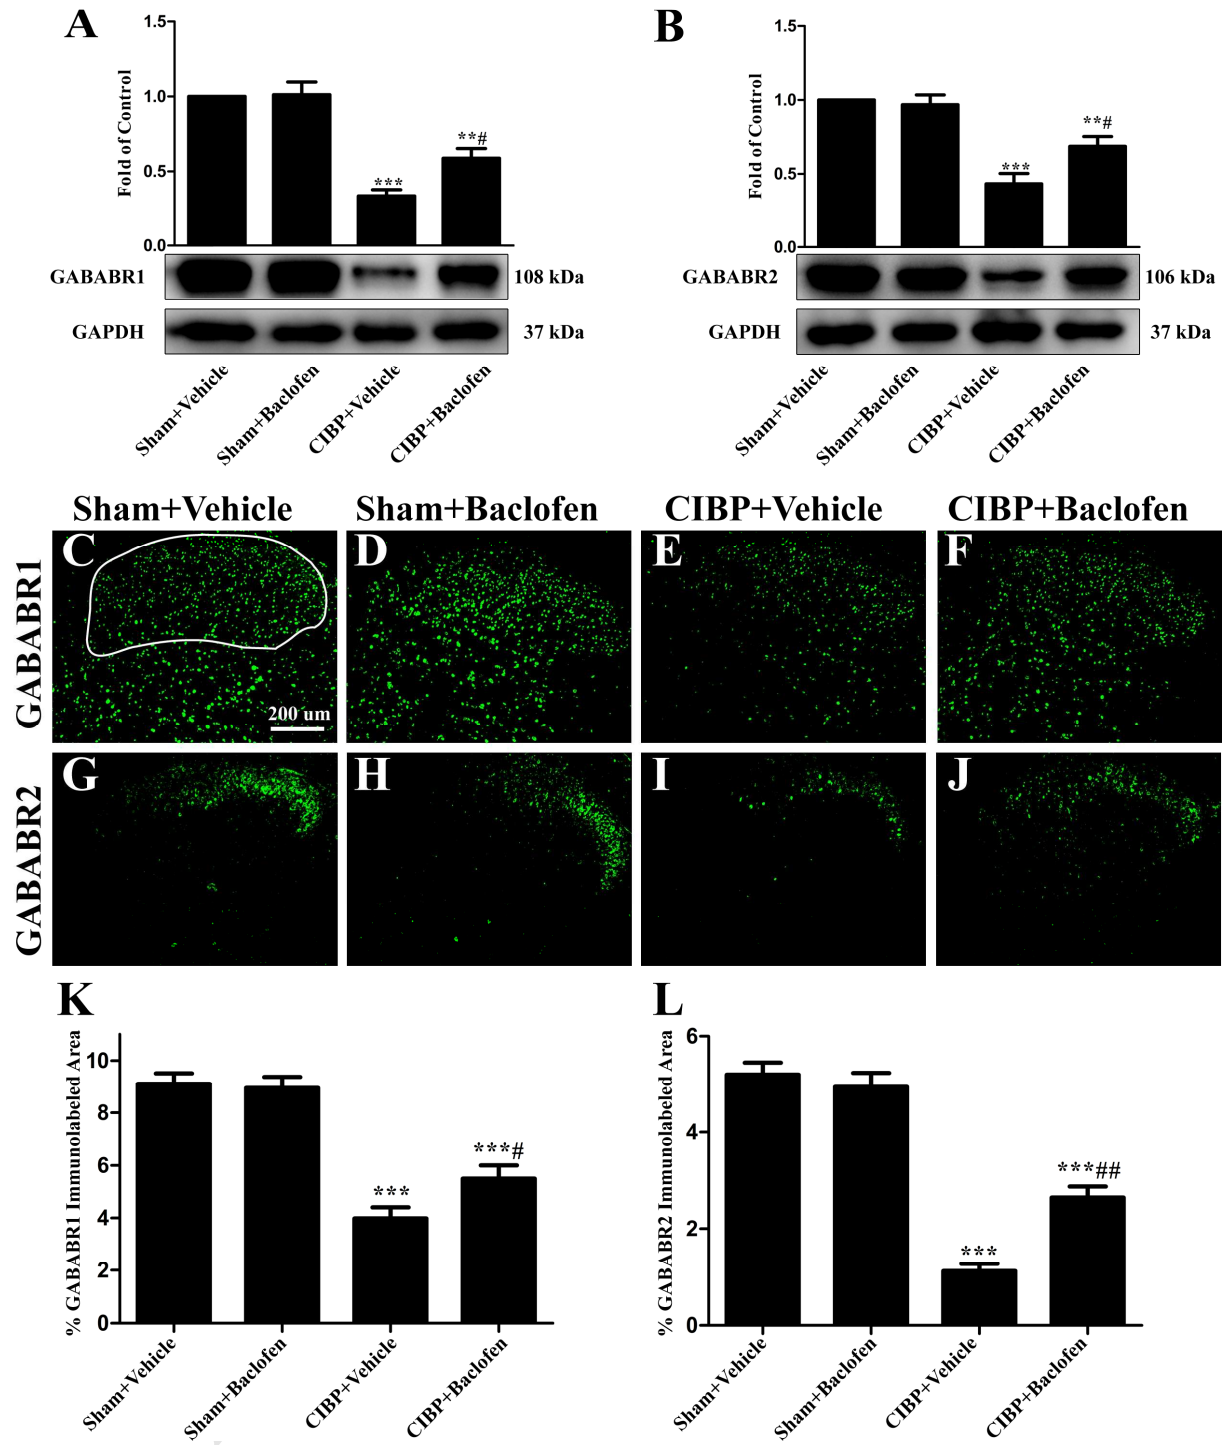 A
B
1.5
1.0
0.5
0.0
Fold of Control
***
**#
1.5
1.0
0.5
0.0
Fold of Control
***
**#
GABABR1
108 kDa
GAPDH
37 kDa
GABABR2
106 kDa
GAPDH
37 kDa
Sham+Vehicle
Sham+Baclofen
CIBP+Vehicle
CIBP+Baclofen
Sham+Vehicle
Sham+Baclofen
CIBP+Vehicle
CIBP+Baclofen
Sham+Vehicle
Sham+Baclofen
CIBP+Vehicle
CIBP+Baclofen
GABABR1
C
D
E
F
200 um
GABABR2
G
H
I
J
K
L
% GABABR1 Immunolabeled Area
10
8
6
4
2
0
***
***#
% GABABR2 Immunolabeled Area
6
4
2
0
***
***##
Sham+Vehicle
Sham+Baclofen
CIBP+Vehicle
CIBP+Baclofen
Sham+Vehicle
Sham+Baclofen
CIBP+Vehicle
CIBP+Baclofen